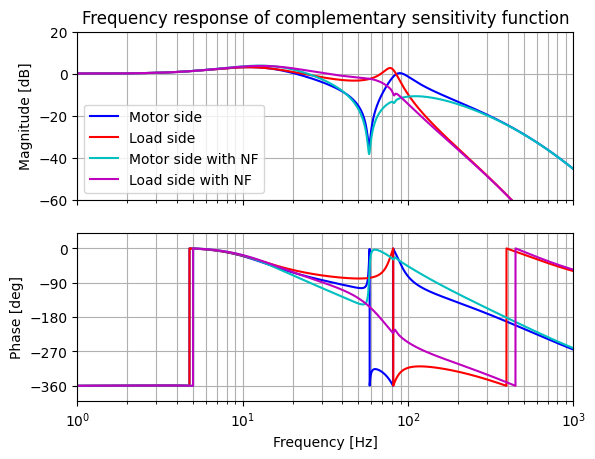 Frequency response of complementary sensitivity function
20
0
−20
−40
−60
Magnitude [dB]
Motor side
Load side
Motor side with NF
Load side with NF
0
−90
−180
−270
−360
Phase [deg]
10^0
10^1
10^2
10^3
Frequency [Hz]